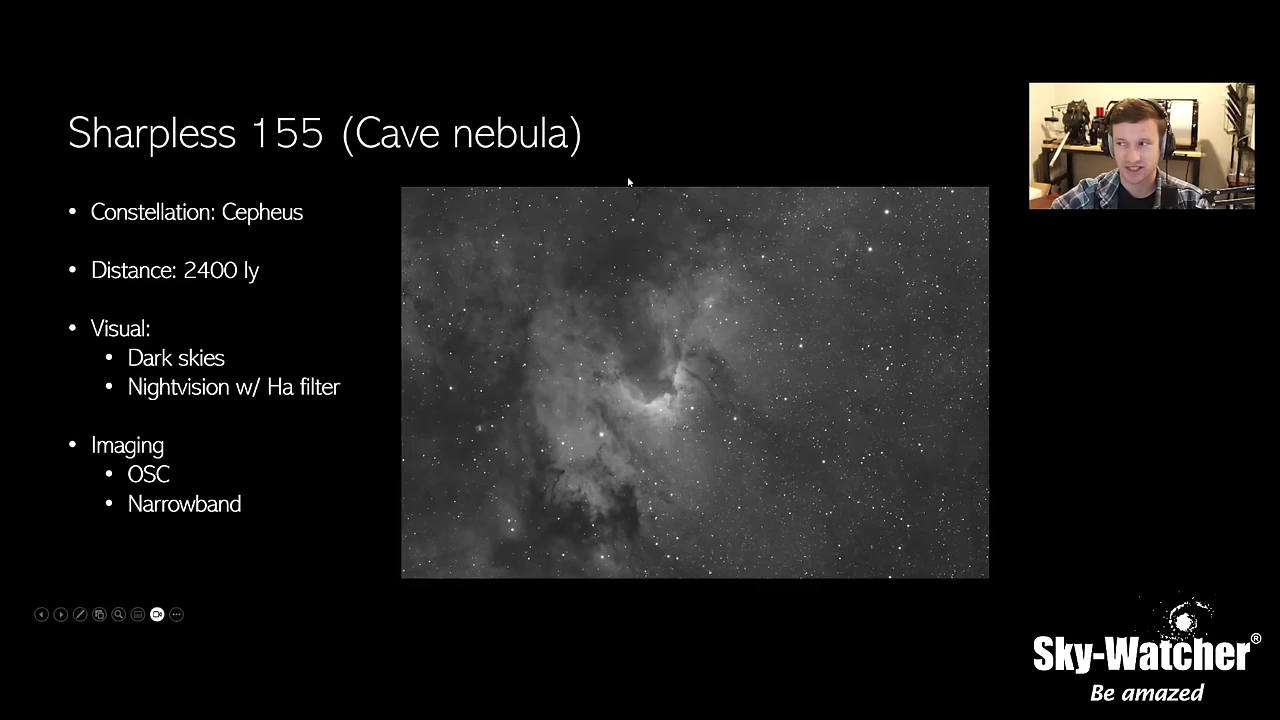 Sharpless 155 (Cave nebula)
• Constellation: Cepheus
• Distance: 2400 ly
• Visual:
• Dark skies
• Nightvision w/ Ha filter
• Imaging
• OSC
• Narrowband
Sky-Watcher®
Be amazed